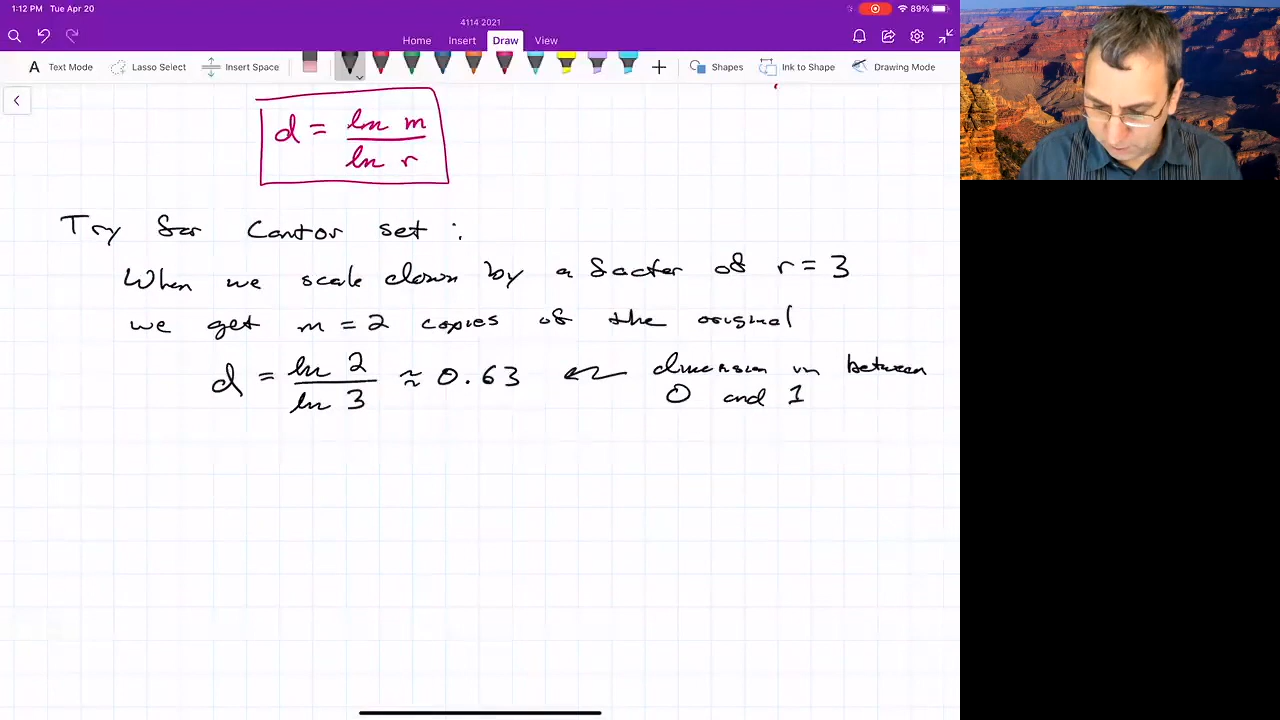 1:12 PM Tue Apr 20
89%
4114 2021
Home Insert Draw View
Text Mode Lasso Select Insert Space Shapes Ink to Shape Drawing Mode
d = ln m / ln r
Try for Cantor set :
When we scale down by a factor of r = 3
we get m = 2 copies of the original
d = ln 2 / ln 3 ≈ 0.63 ← dimension in between
0 and 1